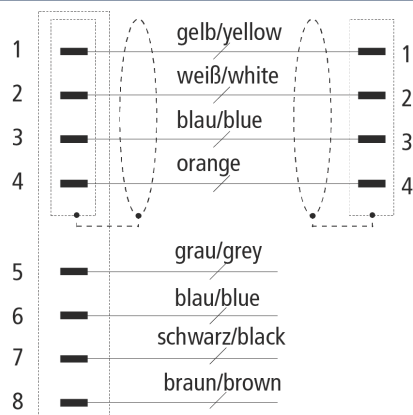 1 gelb/yellow 1
2 weiß/white 2
3 blau/blue 3
4 orange 4
5 grau/grey
6 blau/blue
7 schwarz/black
8 braun/brown